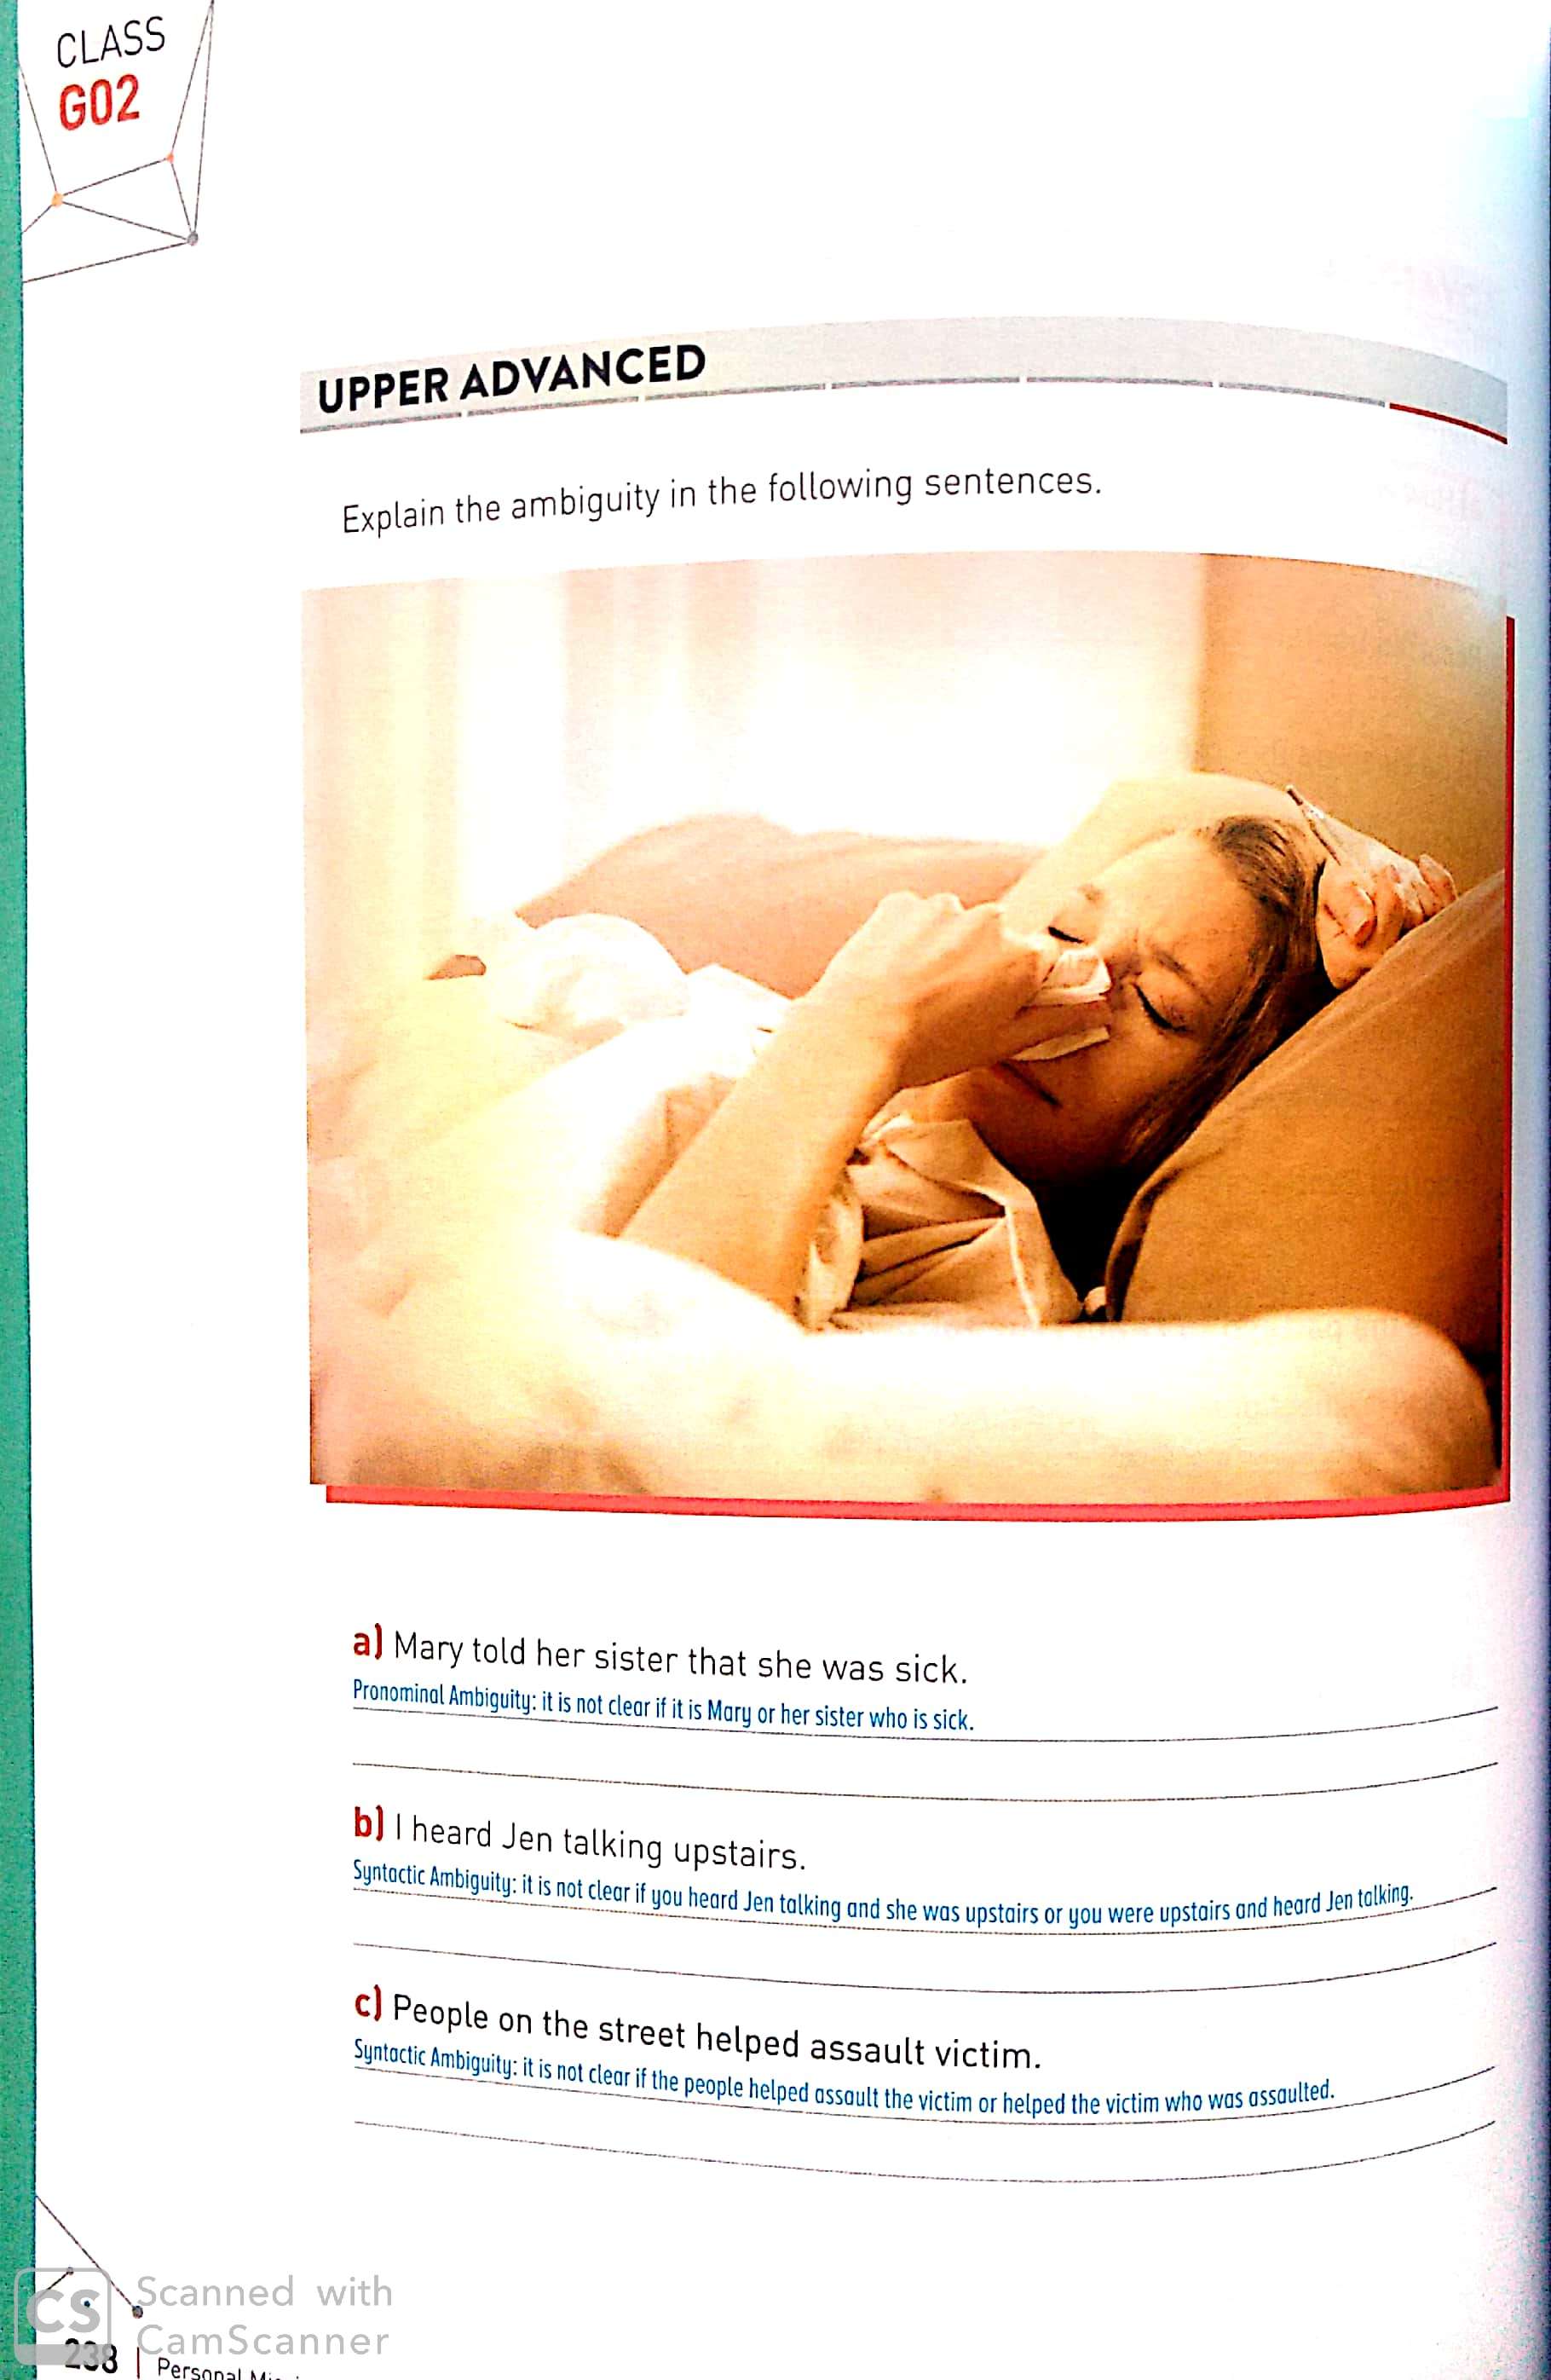 CLASS
G02
UPPER ADVANCED
Explain the ambiguity in the following sentences.
a) Mary told her sister that she was sick.
Pronominal Ambiguity: it is not clear if it is Mary or her sister who is sick.
b) I heard Jen talking upstairs.
Syntactic Ambiguity: it is not clear if you heard Jen talking and she was upstairs or you were upstairs and heard Jen talking.
c) People on the street helped assault victim.
Syntactic Ambiguity: it is not clear if the people helped assault the victim or helped the victim who was assaulted.
CS Scanned with
CamScanner
238 | Personal